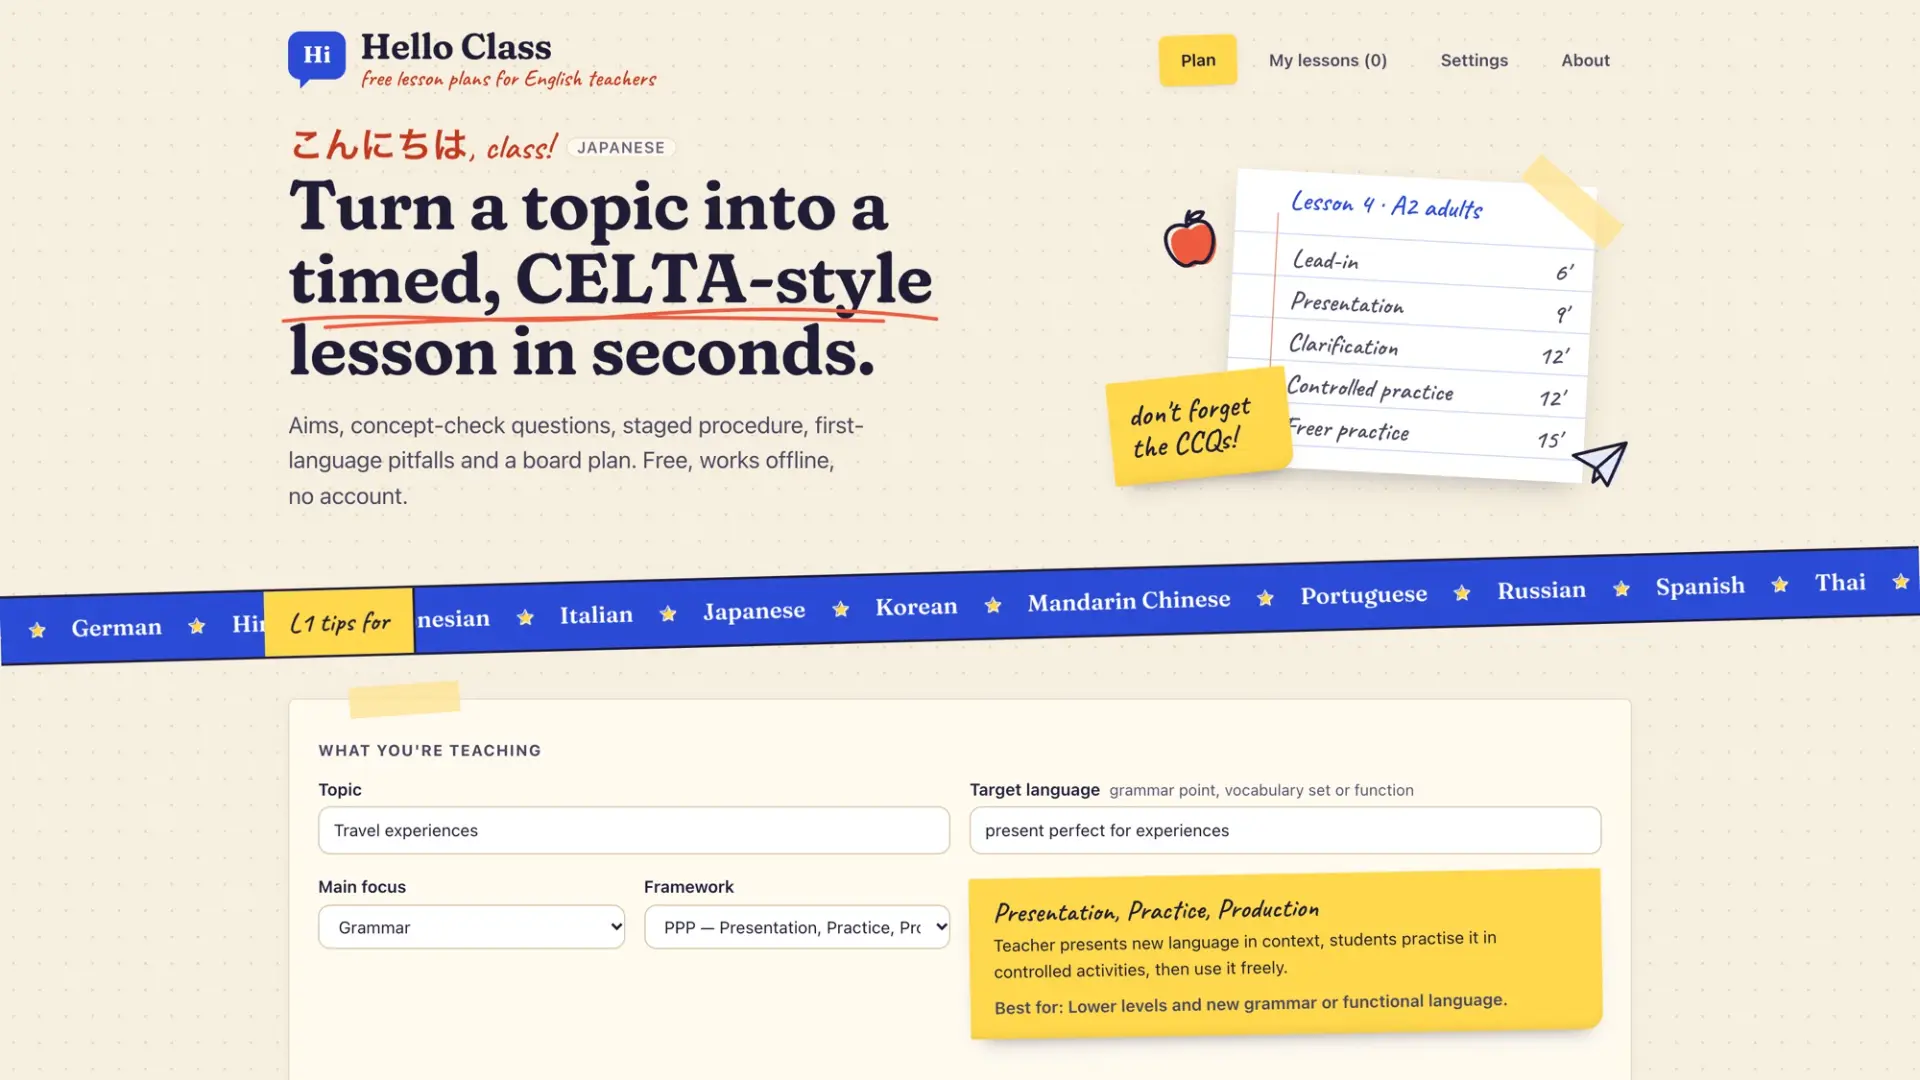 Hi
Hello Class
free lesson plans for English teachers
Plan
My lessons (0)
Settings
About
こんにちは, class!
JAPANESE
Turn a topic into a
timed, CELTA-style
lesson in seconds.
Aims, concept-check questions, staged procedure, first-
language pitfalls and a board plan. Free, works offline,
no account.
Lesson 4 · A2 adults
Lead-in 6′
Presentation 9′
Clarification 12′
Controlled practice 12′
Freer practice 15′
don't forget
the CCQs!
German ★ Hin
L1 tips for
nesian ★ Italian ★ Japanese ★ Korean ★ Mandarin Chinese ★ Portuguese ★ Russian ★ Spanish ★ Thai ★
WHAT YOU'RE TEACHING
Topic
Travel experiences
Target language grammar point, vocabulary set or function
present perfect for experiences
Main focus
Grammar
Framework
PPP — Presentation, Practice, Prc
Presentation, Practice, Production
Teacher presents new language in context, students practise it in
controlled activities, then use it freely.
Best for: Lower levels and new grammar or functional language.